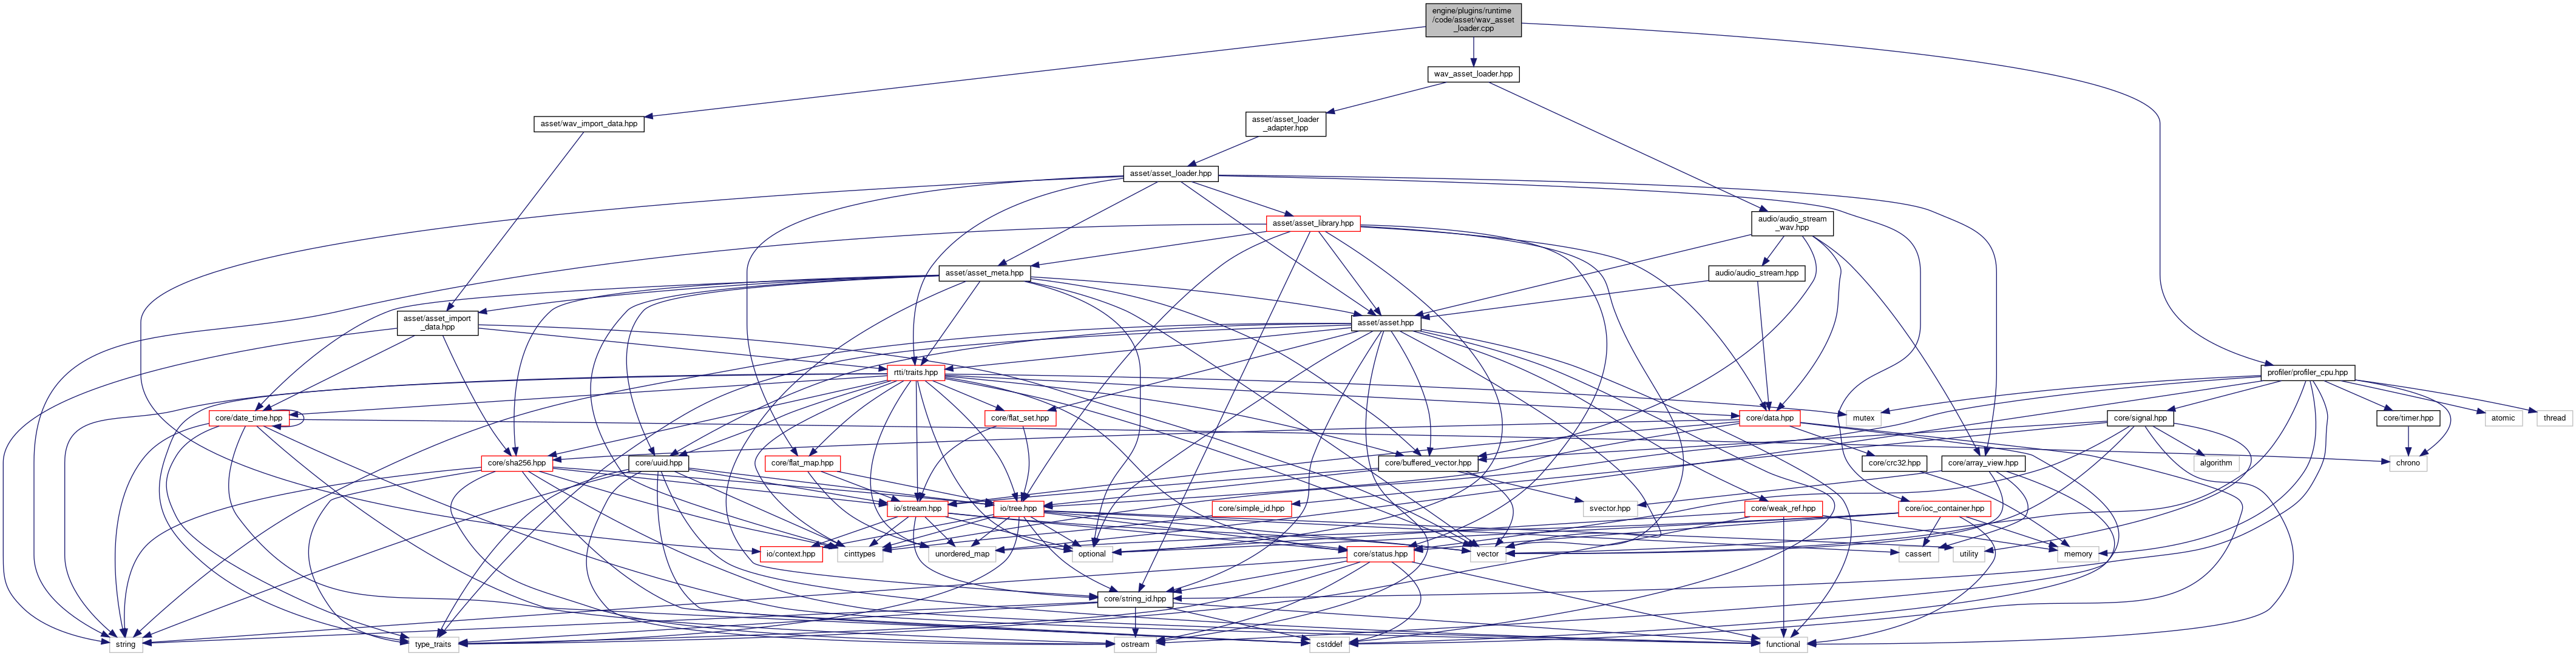 engine/plugins/runtime
/code/asset/wav_asset
_loader.cpp
wav_asset_loader.hpp
asset/wav_import_data.hpp
asset/asset_loader
_adapter.hpp
asset/asset_loader.hpp
asset/asset_library.hpp
audio/audio_stream
_wav.hpp
asset/asset_meta.hpp
audio/audio_stream.hpp
asset/asset_import
_data.hpp
asset/asset.hpp
rtti/traits.hpp
profiler/profiler_cpu.hpp
core/date_time.hpp
core/flat_set.hpp
core/data.hpp
mutex
core/signal.hpp
core/timer.hpp
atomic
thread
core/sha256.hpp
core/uuid.hpp
core/flat_map.hpp
core/buffered_vector.hpp
core/crc32.hpp
core/array_view.hpp
algorithm
chrono
io/stream.hpp
io/tree.hpp
core/simple_id.hpp
svector.hpp
core/weak_ref.hpp
core/ioc_container.hpp
io/context.hpp
cinttypes
unordered_map
optional
core/status.hpp
vector
cassert
utility
memory
core/string_id.hpp
string
type_traits
ostream
cstddef
functional